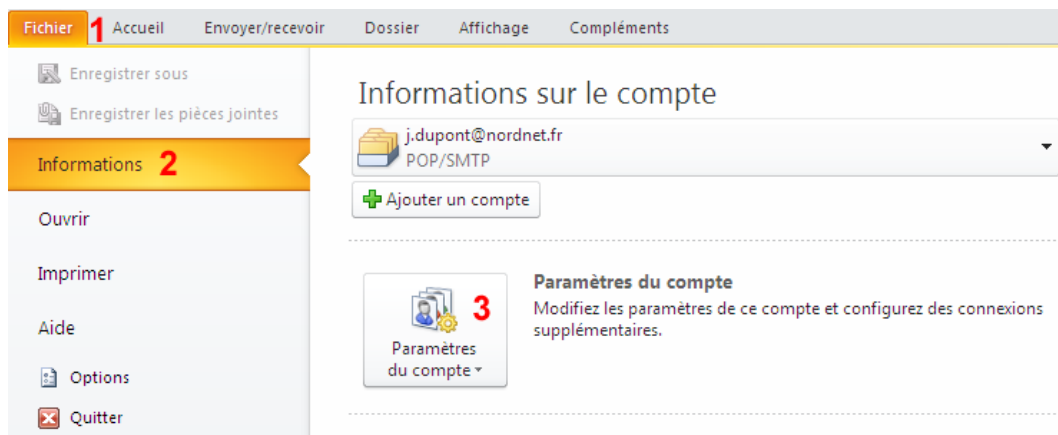 Fichier 1 Accueil Envoyer/recevoir Dossier Affichage Compléments
Enregistrer sous
Enregistrer les pièces jointes
Informations 2
Ouvrir
Imprimer
Aide
Options
Quitter
Informations sur le compte
j.dupont@nordnet.fr
POP/SMTP
Ajouter un compte
3
Paramètres
du compte
Paramètres du compte
Modifiez les paramètres de ce compte et configurez des connexions
supplémentaires.